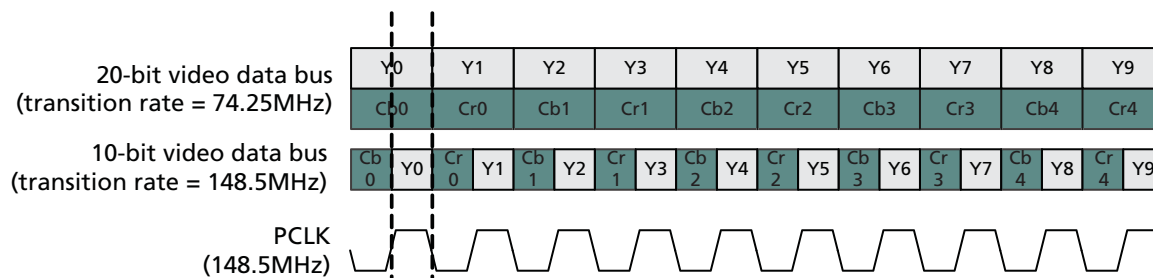 20-bit video data bus
(transition rate = 74.25MHz)
Y0 Y1 Y2 Y3 Y4 Y5 Y6 Y7 Y8 Y9
Cb0 Cr0 Cb1 Cr1 Cb2 Cr2 Cb3 Cr3 Cb4 Cr4
10-bit video data bus
(transition rate = 148.5MHz)
Cb 0 Y0 Cr 0 Y1 Cb 1 Y2 Cr 1 Y3 Cb 2 Y4 Cr 2 Y5 Cb 3 Y6 Cr 3 Y7 Cb 4 Y8 Cr 4 Y9
PCLK
(148.5MHz)